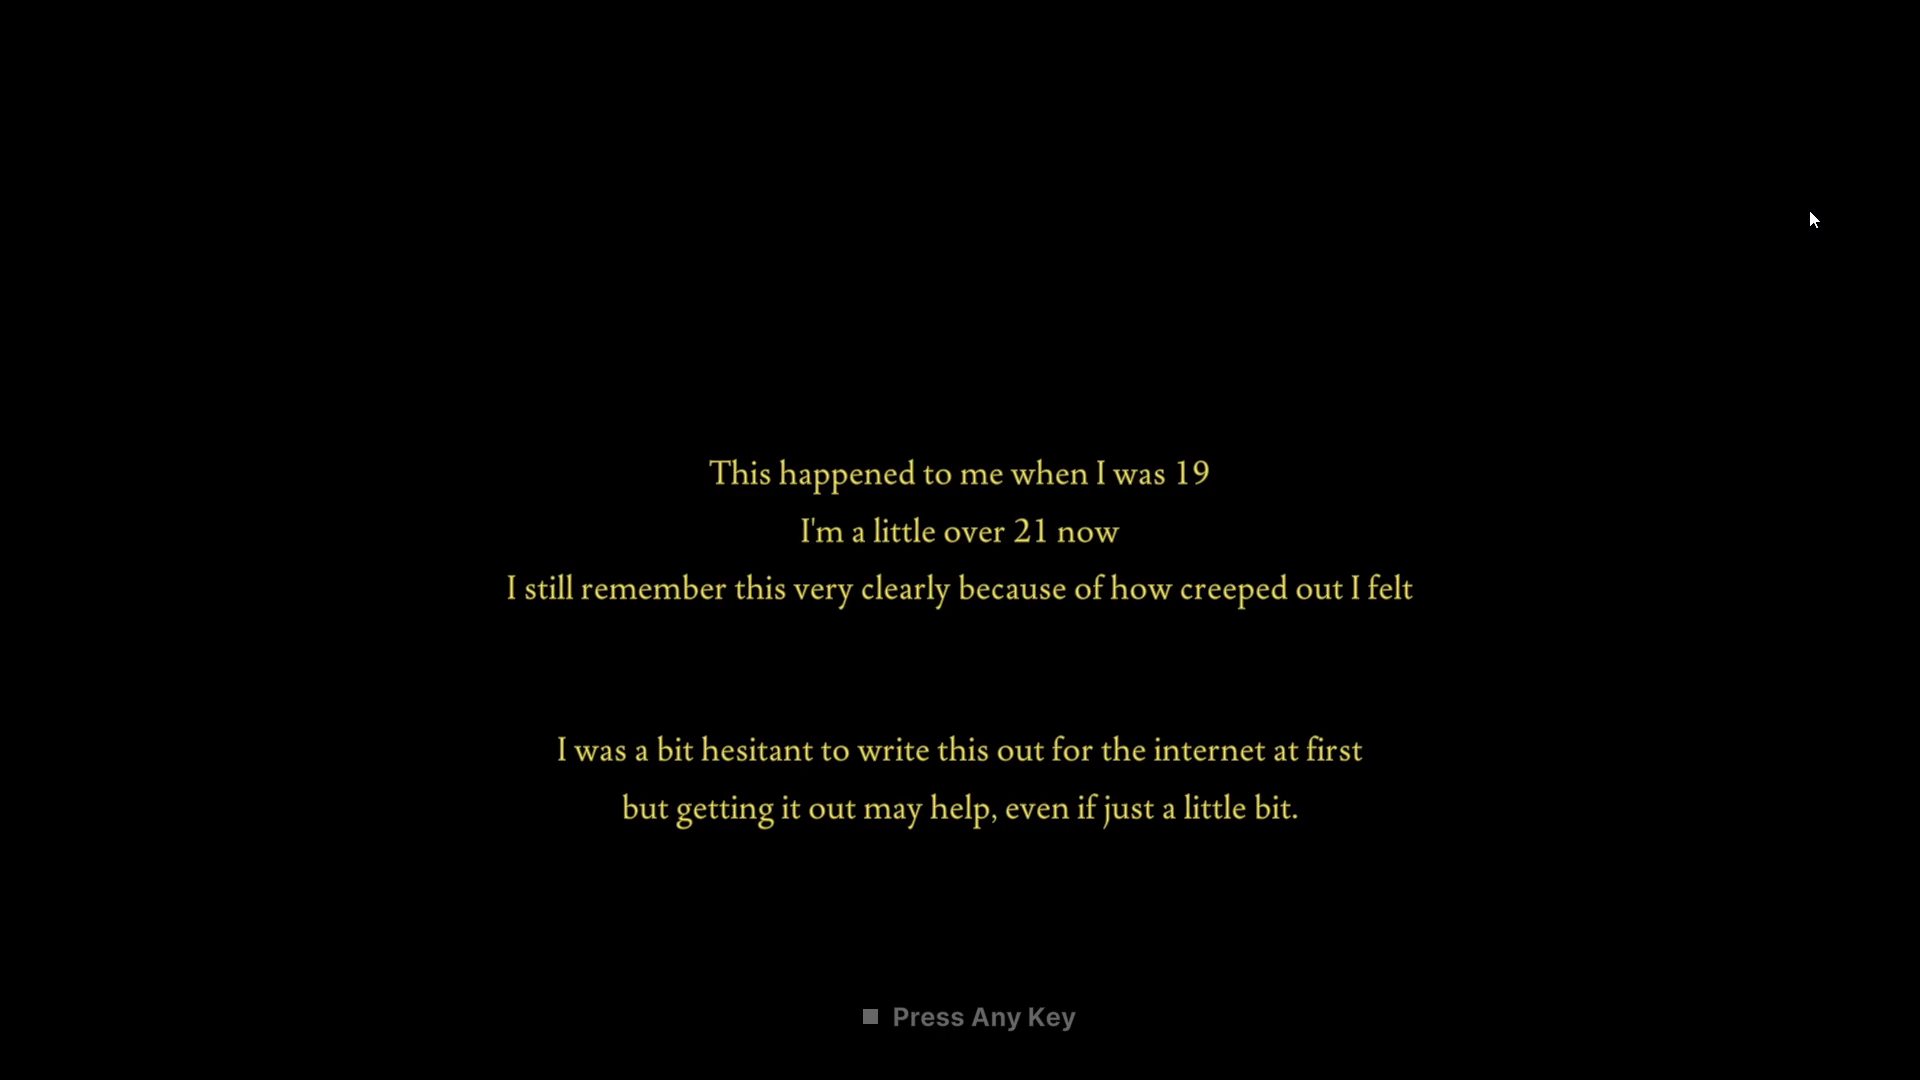 This happened to me when I was 19
I'm a little over 21 now
I still remember this very clearly because of how creeped out I felt
I was a bit hesitant to write this out for the internet at first
but getting it out may help, even if just a little bit.
Press Any Key